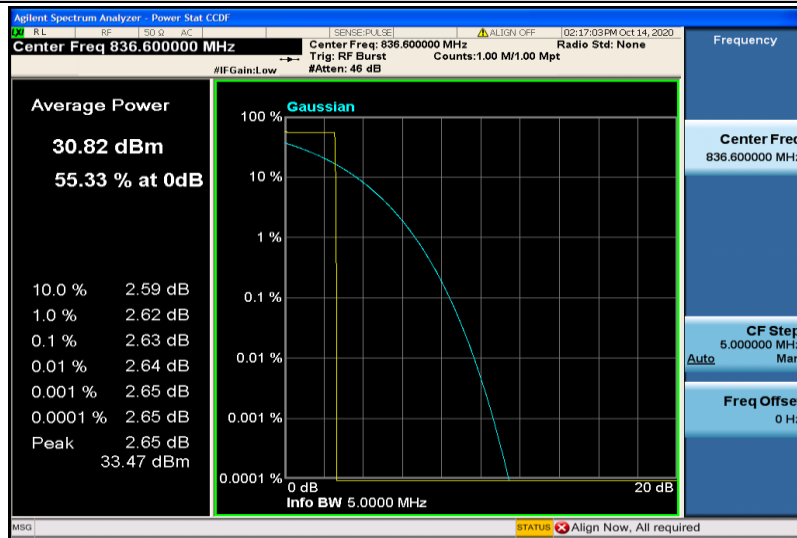 Agilent Spectrum Analyzer - Power Stat CCDF
LXI RL RF 50 Ω AC SENSE:PULSE ALIGN OFF 02:17:03 PM Oct 14, 2020
Center Freq 836.600000 MHz
Center Freq: 836.600000 MHz Radio Std: None
Trig: RF Burst Counts:1.00 M/1.00 Mpt
#IFGain:Low #Atten: 46 dB
Frequency
Average Power
30.82 dBm
55.33 % at 0dB
10.0 % 2.59 dB
1.0 % 2.62 dB
0.1 % 2.63 dB
0.01 % 2.64 dB
0.001 % 2.65 dB
0.0001 % 2.65 dB
Peak 2.65 dB
33.47 dBm
Gaussian
100 %
10 %
1 %
0.1 %
0.01 %
0.001 %
0.0001 %
0 dB 20 dB
Info BW 5.0000 MHz
Center Freq
836.600000 MHz
CF Step
5.000000 MHz
Auto Man
Freq Offse
0 Hz
MSG STATUS Align Now, All required